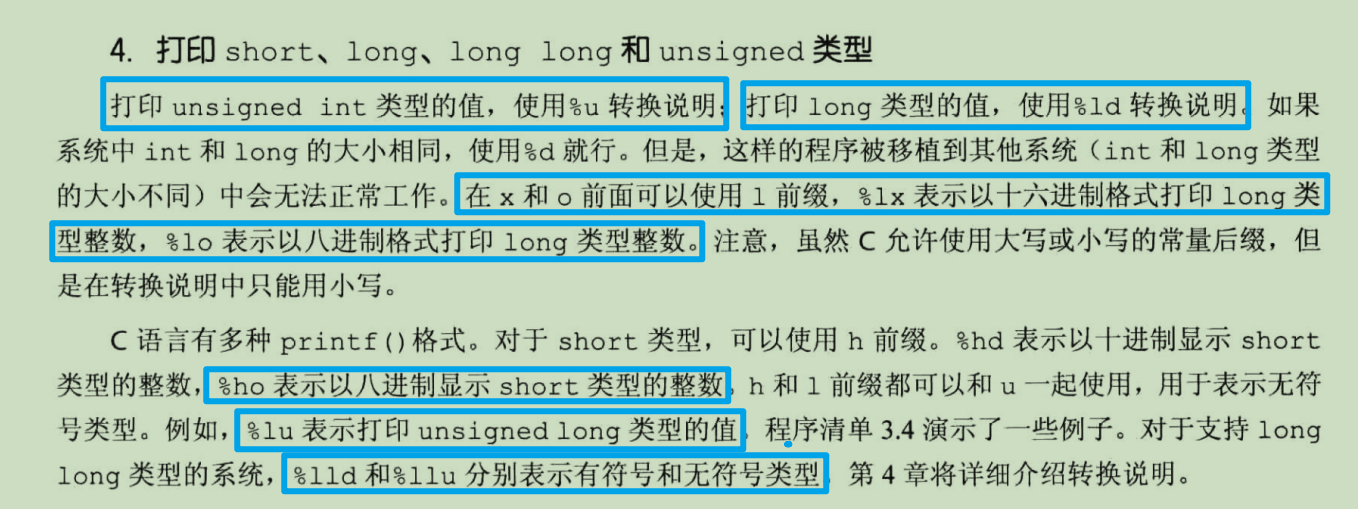 4. 打印 short、long、long long 和 unsigned 类型
打印 unsigned int 类型的值，使用%u 转换说明；打印 long 类型的值，使用%ld 转换说明。如果
系统中 int 和 long 的大小相同，使用%d 就行。但是，这样的程序被移植到其他系统（int 和 long 类型
的大小不同）中会无法正常工作。在 x 和 o 前面可以使用 l 前缀，%lx 表示以十六进制格式打印 long 类
型整数，%lo 表示以八进制格式打印 long 类型整数。注意，虽然 C 允许使用大写或小写的常量后缀，但
是在转换说明中只能用小写。
C 语言有多种 printf()格式。对于 short 类型，可以使用 h 前缀。%hd 表示以十进制显示 short
类型的整数，%ho 表示以八进制显示 short 类型的整数。h 和 l 前缀都可以和 u 一起使用，用于表示无符
号类型。例如，%lu 表示打印 unsigned long 类型的值。程序清单 3.4 演示了一些例子。对于支持 long
long 类型的系统，%lld 和%llu 分别表示有符号和无符号类型。第 4 章将详细介绍转换说明。